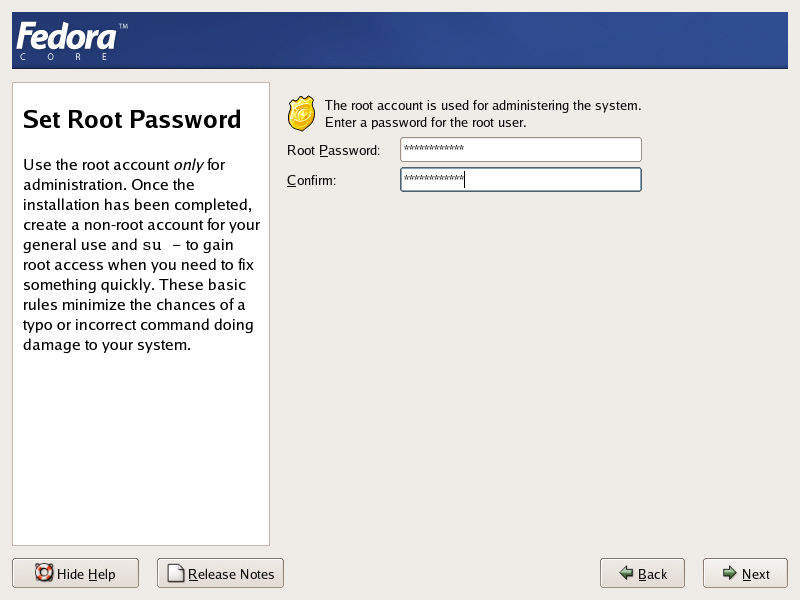 Fedora™
CORE
Set Root Password
Use the root account only for
administration. Once the
installation has been completed,
create a non-root account for your
general use and su - to gain
root access when you need to fix
something quickly. These basic
rules minimize the chances of a
typo or incorrect command doing
damage to your system.
The root account is used for administering the system.
Enter a password for the root user.
Root Password: ************
Confirm: ************
Hide Help
Release Notes
Back
Next